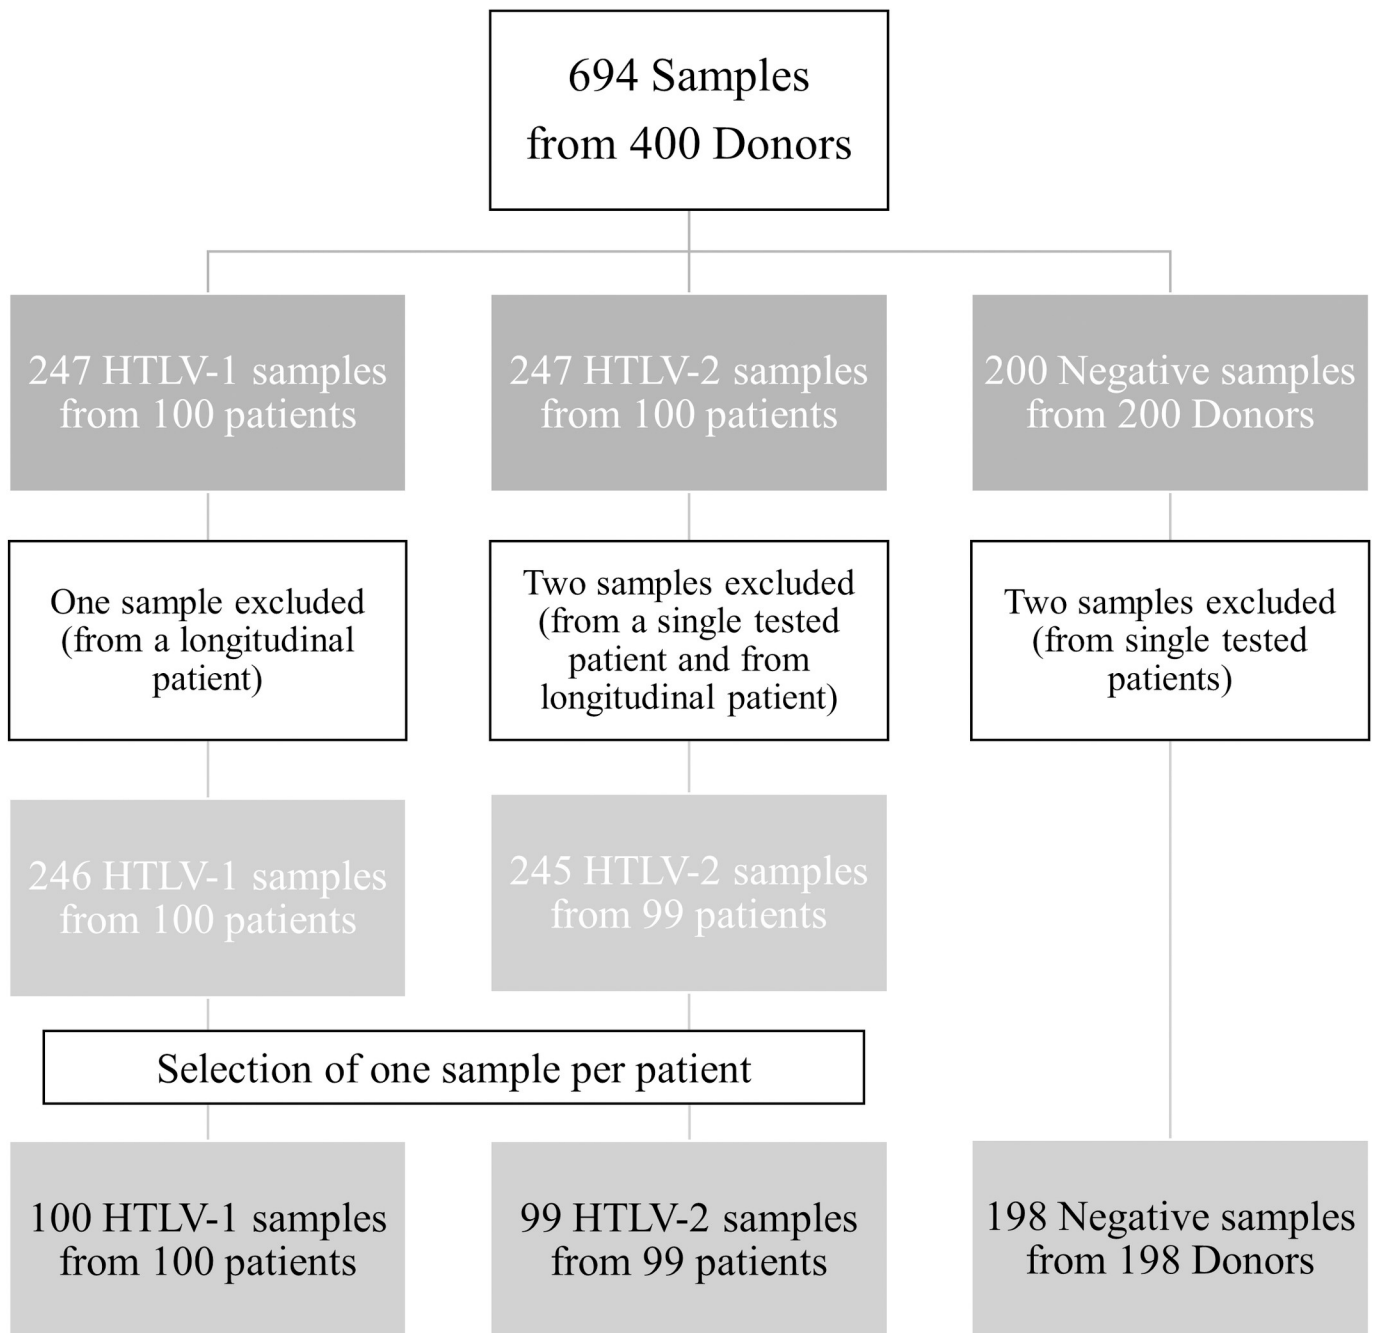 694 Samples
from 400 Donors
247 HTLV-1 samples
from 100 patients
247 HTLV-2 samples
from 100 patients
200 Negative samples
from 200 Donors
One sample excluded
(from a longitudinal
patient)
Two samples excluded
(from a single tested
patient and from
longitudinal patient)
Two samples excluded
(from single tested
patients)
246 HTLV-1 samples
from 100 patients
245 HTLV-2 samples
from 99 patients
Selection of one sample per patient
100 HTLV-1 samples
from 100 patients
99 HTLV-2 samples
from 99 patients
198 Negative samples
from 198 Donors